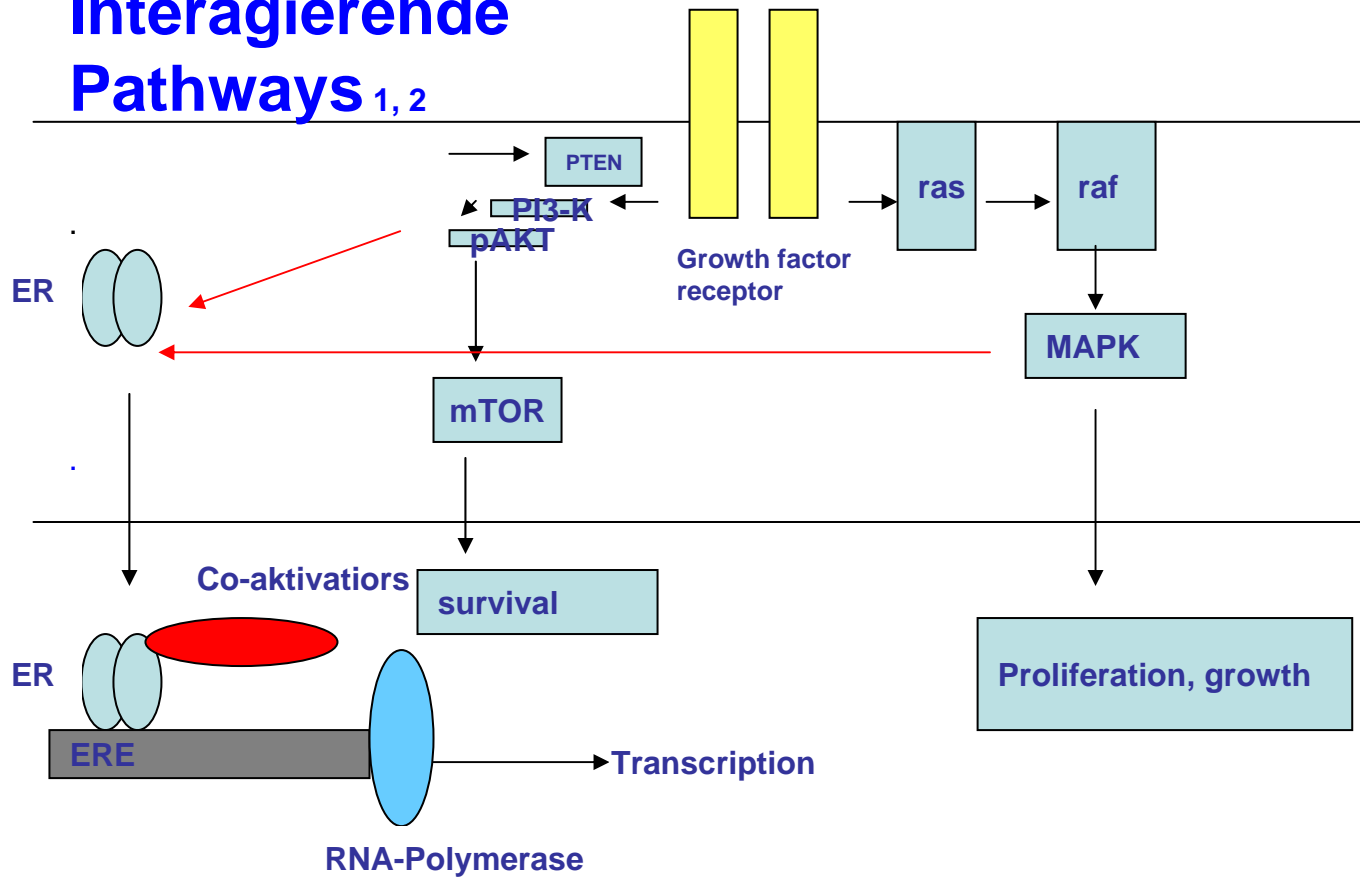 Interagierende
Pathways 1, 2
PTEN
PI3-K
pAKT
ras
raf
Growth factor
receptor
.
ER
MAPK
mTOR
.
Co-aktivatiors
survival
ER
Proliferation, growth
ERE
Transcription
RNA-Polymerase